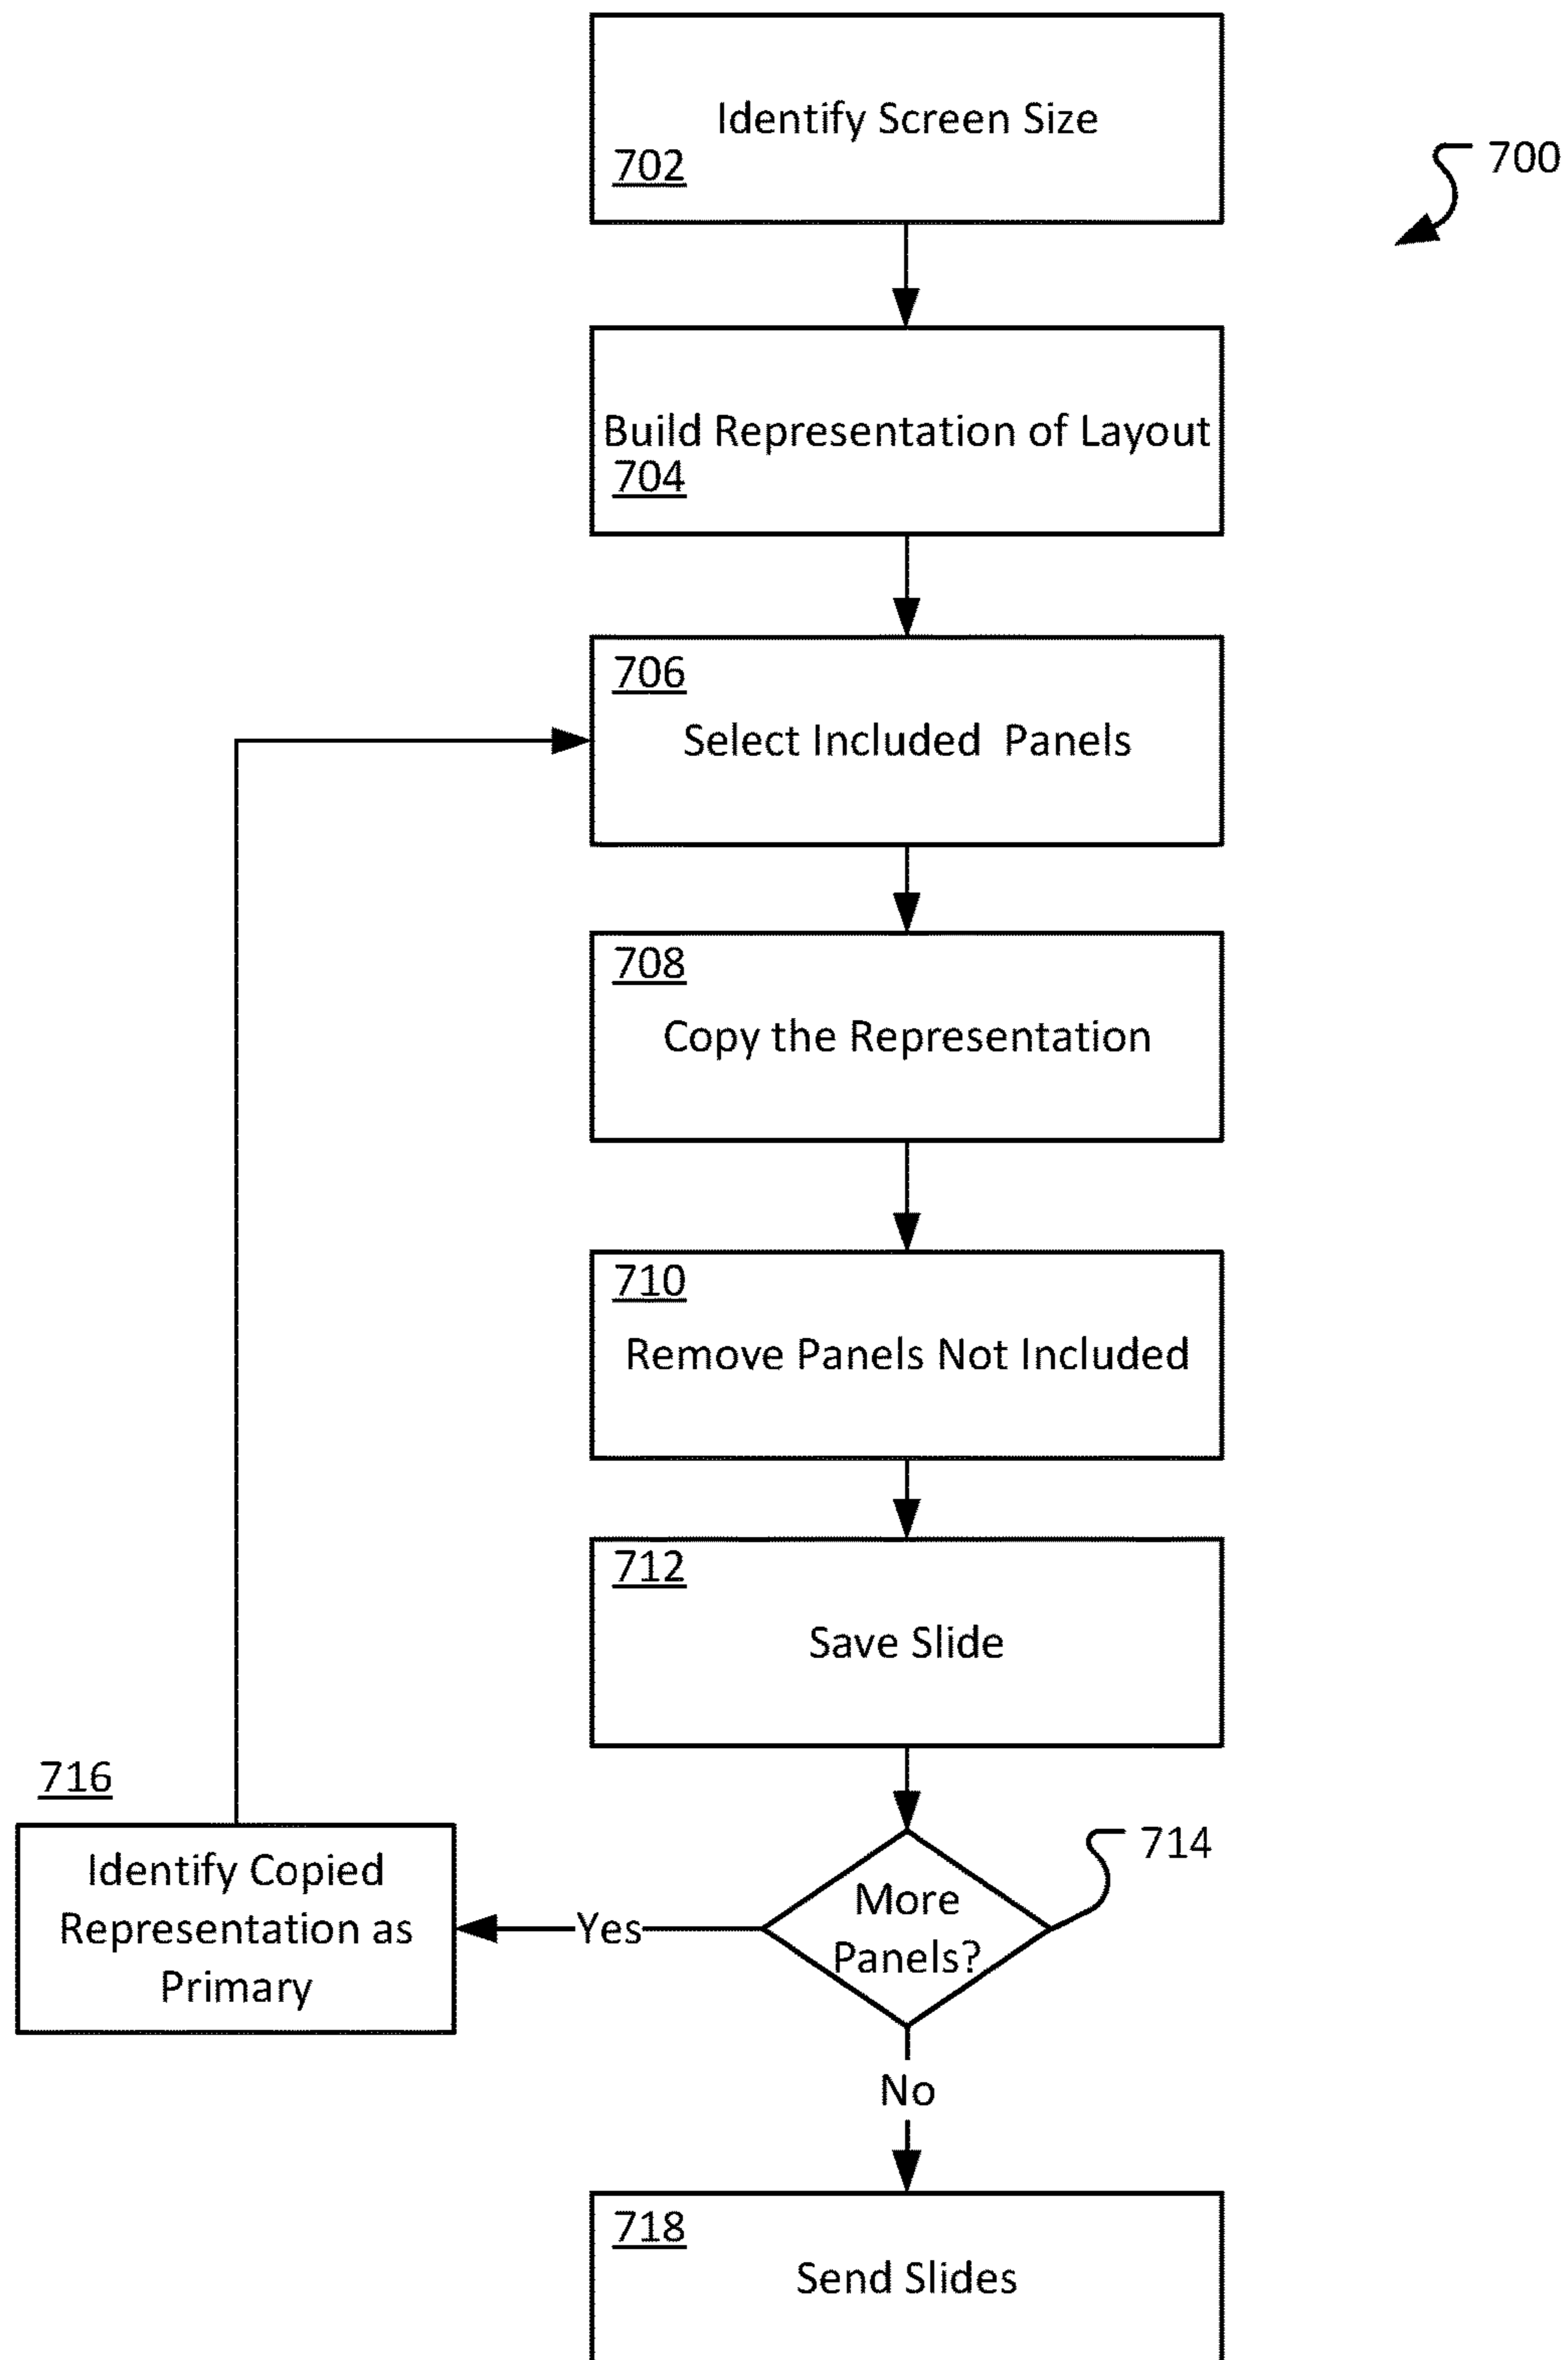 Identify Screen Size
702
700
Build Representation of Layout
704
706
Select Included Panels
708
Copy the Representation
710
Remove Panels Not Included
712
Save Slide
716
Identify Copied
Representation as
Primary
Yes
More
Panels?
714
No
718
Send Slides